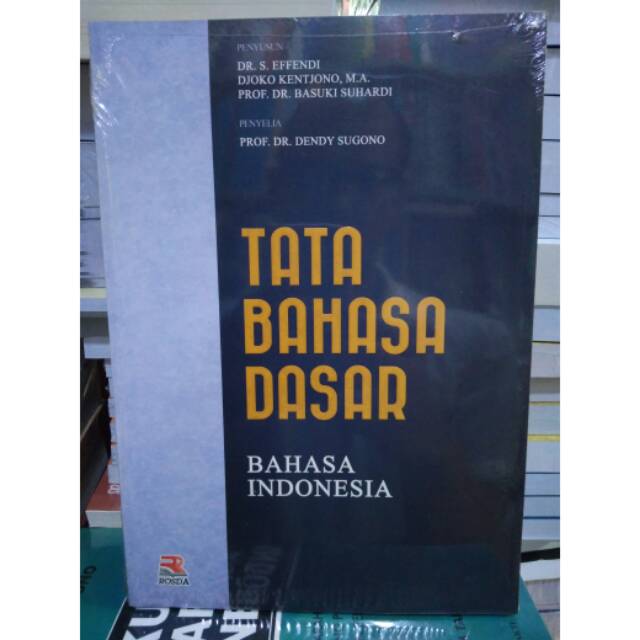 PENYUSUN
DR. S. EFFENDI
DJOKO KENTJONO, M.A.
PROF. DR. BASUKI SUHARDI
PENYELIA
PROF. DR. DENDY SUGONO
TATA
BAHASA
DASAR
BAHASA
INDONESIA
ROSDA